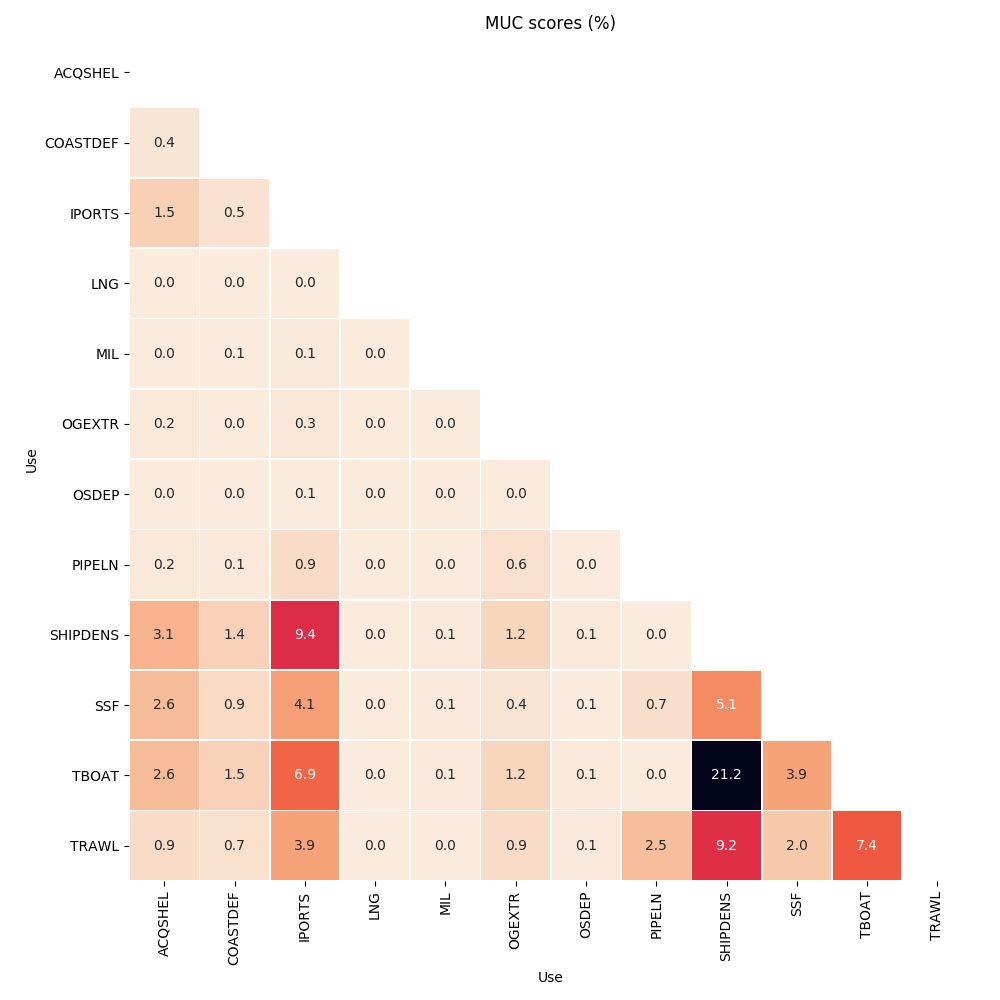 MUC scores (%)
ACQSHEL
COASTDEF 0.4
IPORTS 1.5 0.5
LNG 0.0 0.0 0.0
MIL 0.0 0.1 0.1 0.0
OGEXTR 0.2 0.0 0.3 0.0 0.0
Use
OSDEP 0.0 0.0 0.1 0.0 0.0 0.0
PIPELN 0.2 0.1 0.9 0.0 0.0 0.6 0.0
SHIPDENS 3.1 1.4 9.4 0.0 0.1 1.2 0.1 0.0
SSF 2.6 0.9 4.1 0.0 0.1 0.4 0.1 0.7 5.1
TBOAT 2.6 1.5 6.9 0.0 0.1 1.2 0.1 0.0 21.2 3.9
TRAWL 0.9 0.7 3.9 0.0 0.0 0.9 0.1 2.5 9.2 2.0 7.4
ACQSHEL COASTDEF IPORTS LNG MIL OGEXTR OSDEP PIPELN SHIPDENS SSF TBOAT TRAWL
Use